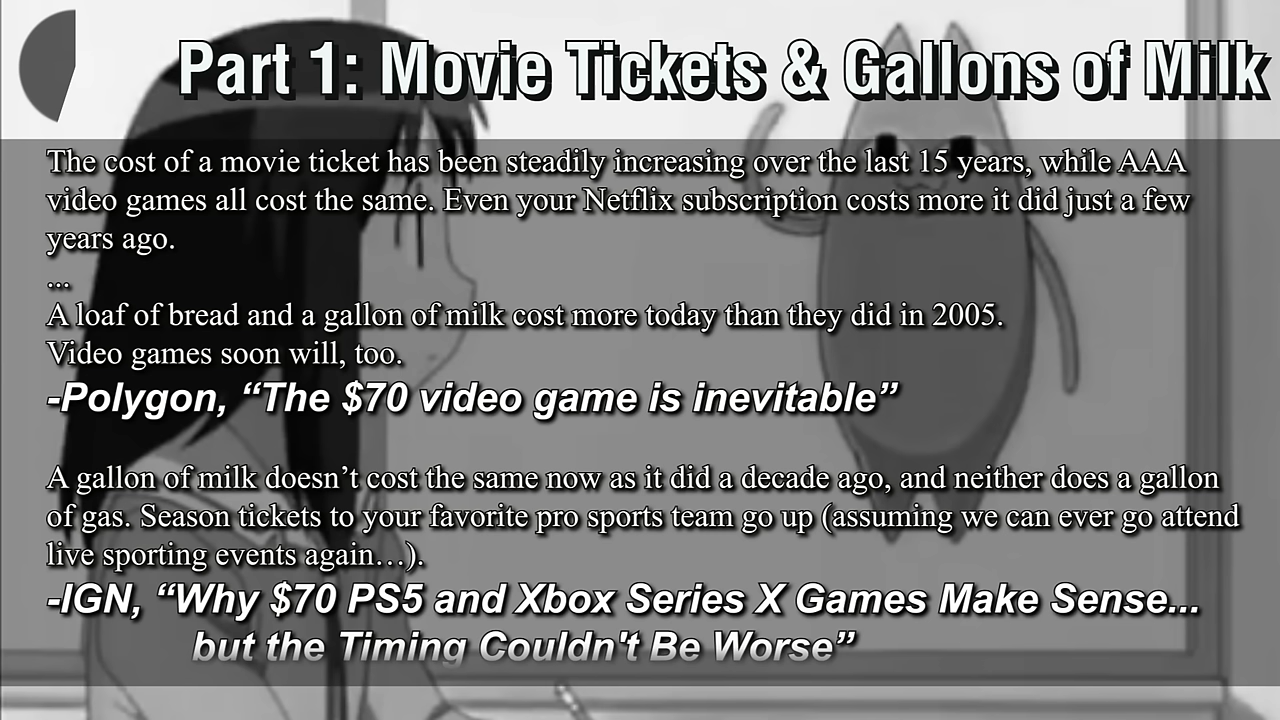 Part 1: Movie Tickets & Gallons of Milk
The cost of a movie ticket has been steadily increasing over the last 15 years, while AAA
video games all cost the same. Even your Netflix subscription costs more it did just a few
years ago.
...
A loaf of bread and a gallon of milk cost more today than they did in 2005.
Video games soon will, too.
-Polygon, “The $70 video game is inevitable”
A gallon of milk doesn’t cost the same now as it did a decade ago, and neither does a gallon
of gas. Season tickets to your favorite pro sports team go up (assuming we can ever go attend
live sporting events again…).
-IGN, “Why $70 PS5 and Xbox Series X Games Make Sense...
but the Timing Couldn't Be Worse”